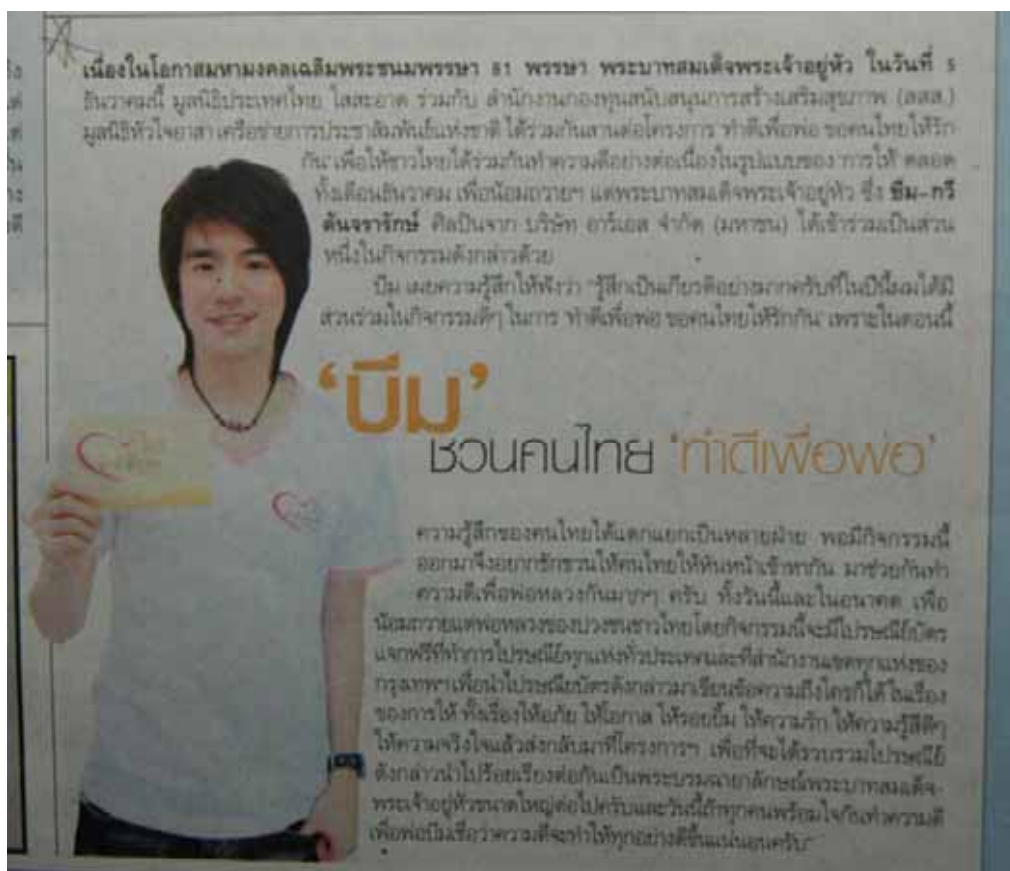 เนื่องในโอกาสมหามงคลเฉลิมพระชนมพรรษา 81 พรรษา พระบาทสมเด็จพระเจ้าอยู่หัว ในวันที่ 5
ธันวาคมนี้ มูลนิธิประเทศไทย ใสสะอาด ร่วมกับ สำนักงานกองทุนสนับสนุนการสร้างเสริมสุขภาพ (สสส.)
มูลนิธิหัวใจอาสา เครือข่ายการประชาสัมพันธ์แห่งชาติ ได้ร่วมกันสานต่อโครงการ 'ทำดีเพื่อพ่อ ขอคนไทยให้รัก
กัน' เพื่อให้ชาวไทยได้ร่วมกันทำความดีอย่างต่อเนื่องในรูปแบบของ 'การให้' ตลอด
ทั้งเดือนธันวาคม เพื่อน้อมถวายฯ แด่พระบาทสมเด็จพระเจ้าอยู่หัว ซึ่ง บีม-กวี
ตันจรารักษ์ ศิลปินจาก บริษัท อาร์เอส จำกัด (มหาชน) ได้เข้าร่วมเป็นส่วน
หนึ่งในกิจกรรมดังกล่าวด้วย
บีม เผยความรู้สึกให้ฟังว่า "รู้สึกเป็นเกียรติอย่างมากครับที่ในปีนี้ผมได้มี
ส่วนร่วมในกิจกรรมดีๆ ในการ 'ทำดีเพื่อพ่อ ขอคนไทยให้รักกัน' เพราะในตอนนี้
'บีม'
ชวนคนไทย 'ทำดีเพื่อพ่อ'
ความรู้สึกของคนไทยได้แตกแยกเป็นหลายฝ่าย พอมีกิจกรรมนี้
ออกมาจึงอยากชักชวนให้คนไทยให้หันหน้าเข้าหากัน มาช่วยกันทำ
ความดีเพื่อพ่อหลวงกันมากๆ ครับ ทั้งวันนี้และในอนาคต เพื่อ
น้อมถวายแด่พ่อหลวงของปวงชนชาวไทยโดยกิจกรรมนี้จะมีไปรษณีย์บัตร
แจกฟรีที่ทำการไปรษณีย์ทุกแห่งทั่วประเทศและที่สำนักงานเขตทุกแห่งของ
กรุงเทพฯ เพื่อนำไปรษณียบัตรดังกล่าวมาเขียนข้อความถึงใครก็ได้ ในเรื่อง
ของการให้ ทั้งเรื่องให้อภัย ให้โอกาส ให้รอยยิ้ม ให้ความรัก ให้ความรู้สึดีๆ
ให้ความจริงใจแล้วส่งกลับมาที่โครงการฯ เพื่อที่จะได้รวบรวมไปรษณีย์
ดังกล่าวนำไปร้อยเรียงต่อกันเป็นพระบรมฉายาลักษณ์พระบาทสมเด็จ-
พระเจ้าอยู่หัวขนาดใหญ่ต่อไปครับและวันนี้ถ้าทุกคนพร้อมใจกันทำความดี
เพื่อพ่อบีมเชื่อว่าความดีจะทำให้ทุกอย่างดีขึ้นแน่นอนครับ"